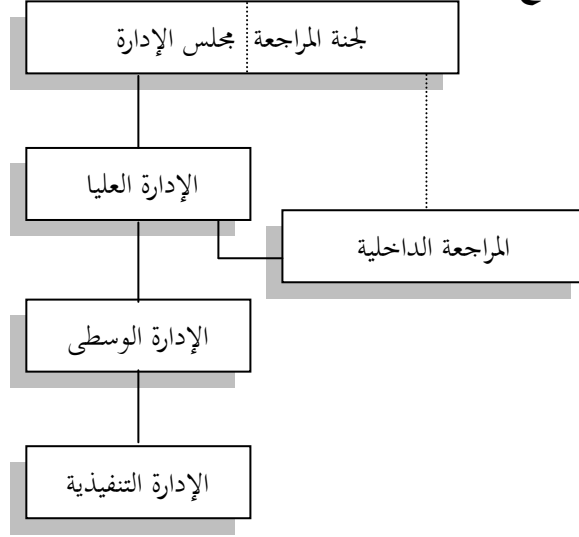 لجنة المراجعة مجلس الإدارة
الإدارة العليا
المراجعة الداخلية
الإدارة الوسطى
الإدارة التنفيذية